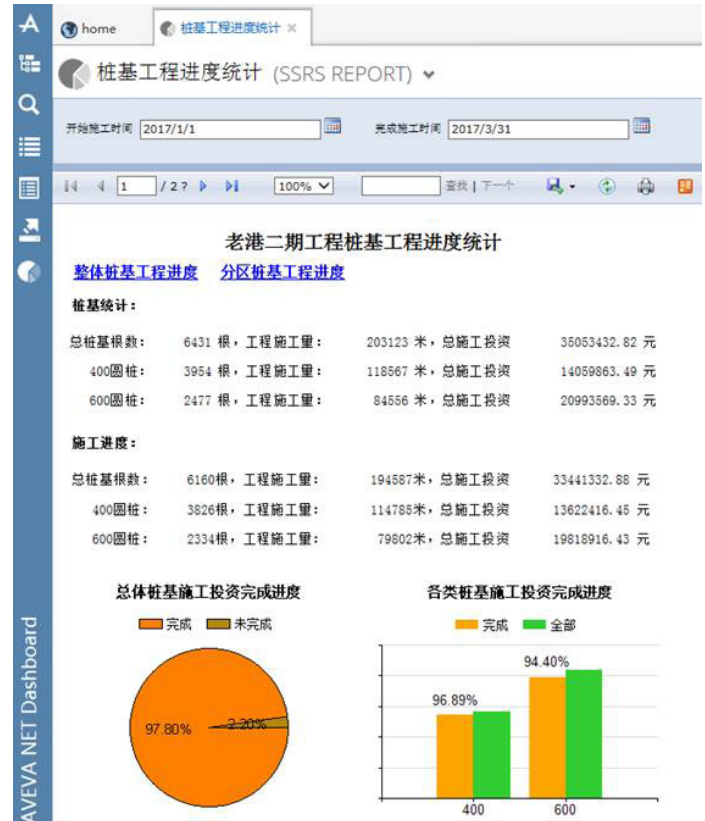 home
桩基工程进度统计 ×
桩基工程进度统计 (SSRS REPORT)
开始施工时间 2017/1/1 完成施工时间 2017/3/31
1 / 2 ? 100% 查找 | 下一个
老港二期工程桩基工程进度统计
整体桩基工程进度 分区桩基工程进度
桩基统计：
总桩基根数： 6431 根，工程施工量： 203123 米，总施工投资 35053432.82 元
400圆桩： 3954 根，工程施工量： 118567 米，总施工投资 14059863.49 元
600圆桩： 2477 根，工程施工量： 84556 米，总施工投资 20993569.33 元
施工进度：
总桩基根数： 6160根，工程施工量： 194587米，总施工投资 33441332.88 元
400圆桩： 3826根，工程施工量： 114785米，总施工投资 13622416.45 元
600圆桩： 2334根，工程施工量： 79802米，总施工投资 19818916.43 元
总体桩基施工投资完成进度
完成 未完成
97.80% 2.20%
各类桩基施工投资完成进度
完成 全部
94.40%
96.89%
400 600
AVEVA NET Dashboard